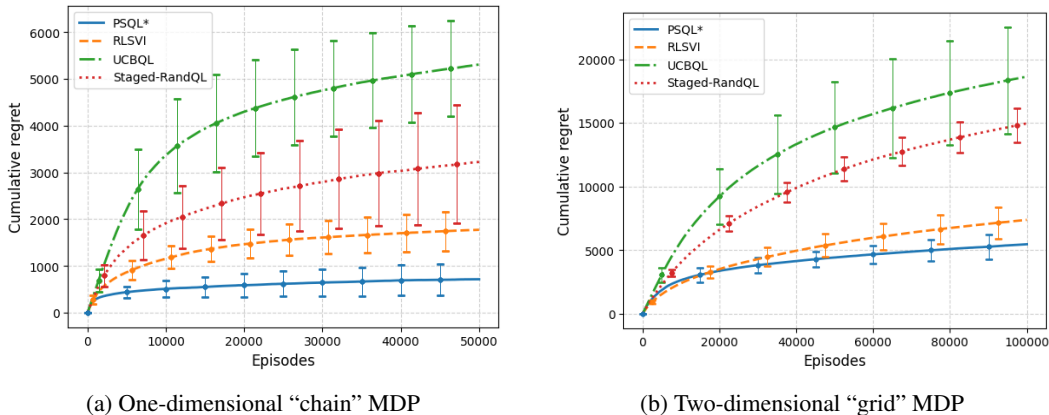 6000
5000
4000
3000
2000
1000
0
Cumulative regret
PSQL*
RLSVI
UCBQL
Staged-RandQL
0 10000 20000 30000 40000 50000
Episodes
(a) One-dimensional “chain” MDP
20000
15000
10000
5000
0
Cumulative regret
PSQL*
RLSVI
UCBQL
Staged-RandQL
0 20000 40000 60000 80000 100000
Episodes
(b) Two-dimensional “grid” MDP